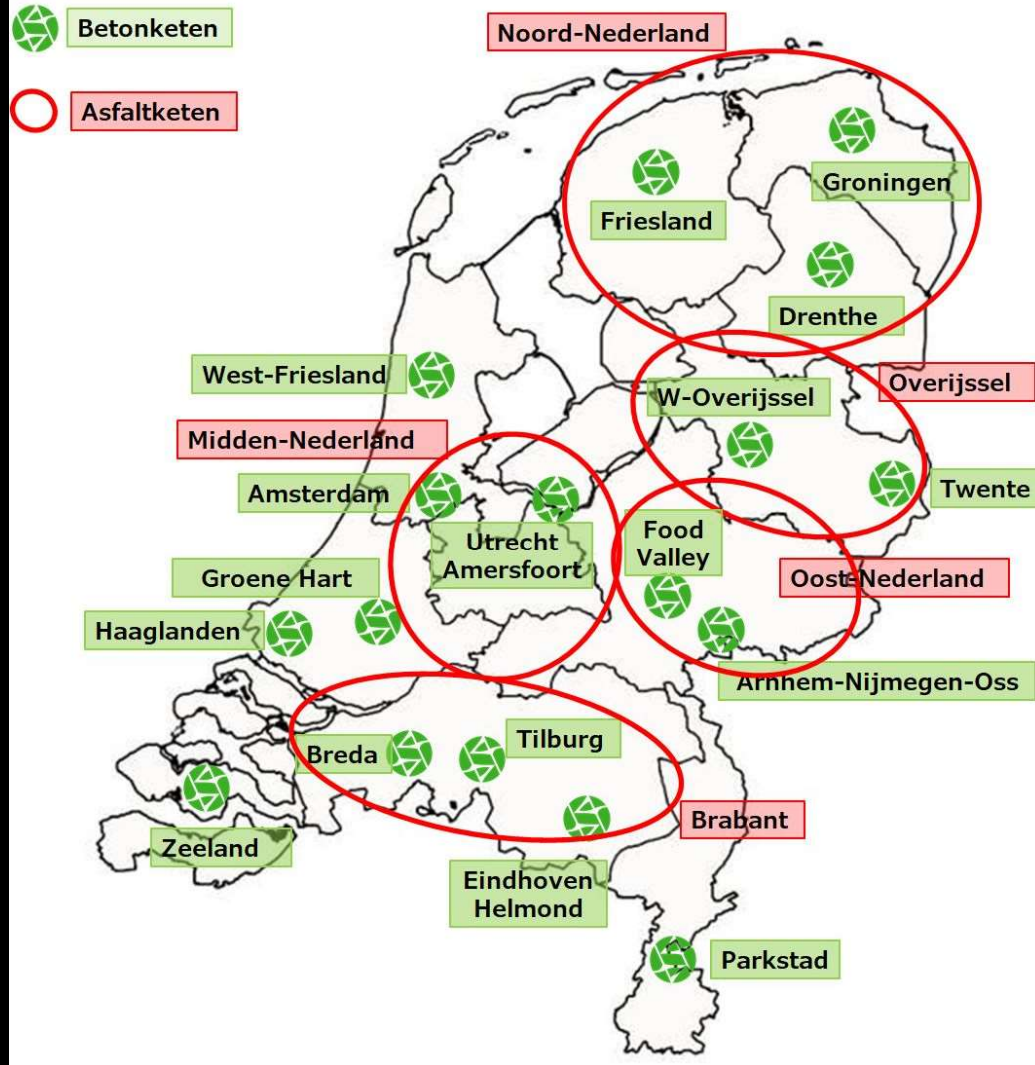 Betonketen
Asfaltketen
Noord-Nederland
Groningen
Friesland
Drenthe
West-Friesland
W-Overijssel
Overijssel
Midden-Nederland
Amsterdam
Twente
Utrecht
Amersfoort
Food
Valley
Oost-Nederland
Groene Hart
Haaglanden
Arnhem-Nijmegen-Oss
Breda
Tilburg
Brabant
Zeeland
Eindhoven
Helmond
Parkstad